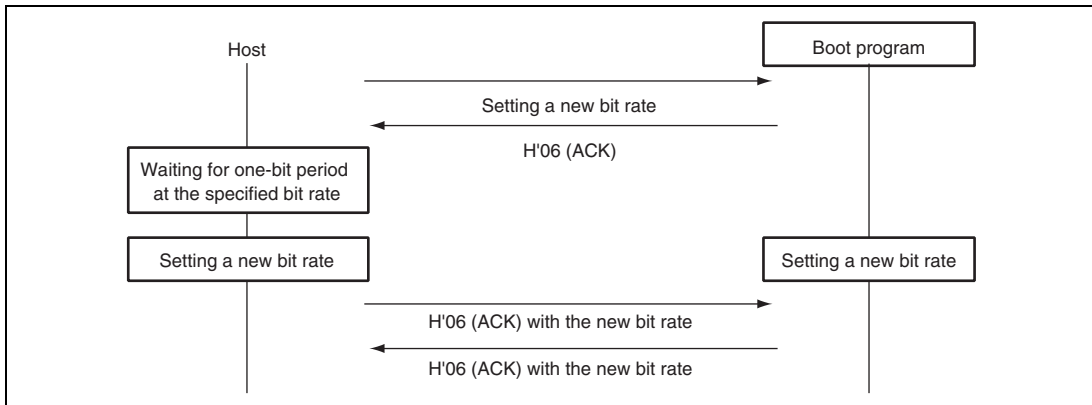 Host
Boot program
Setting a new bit rate
H'06 (ACK)
Waiting for one-bit period
at the specified bit rate
Setting a new bit rate
Setting a new bit rate
H'06 (ACK) with the new bit rate
H'06 (ACK) with the new bit rate